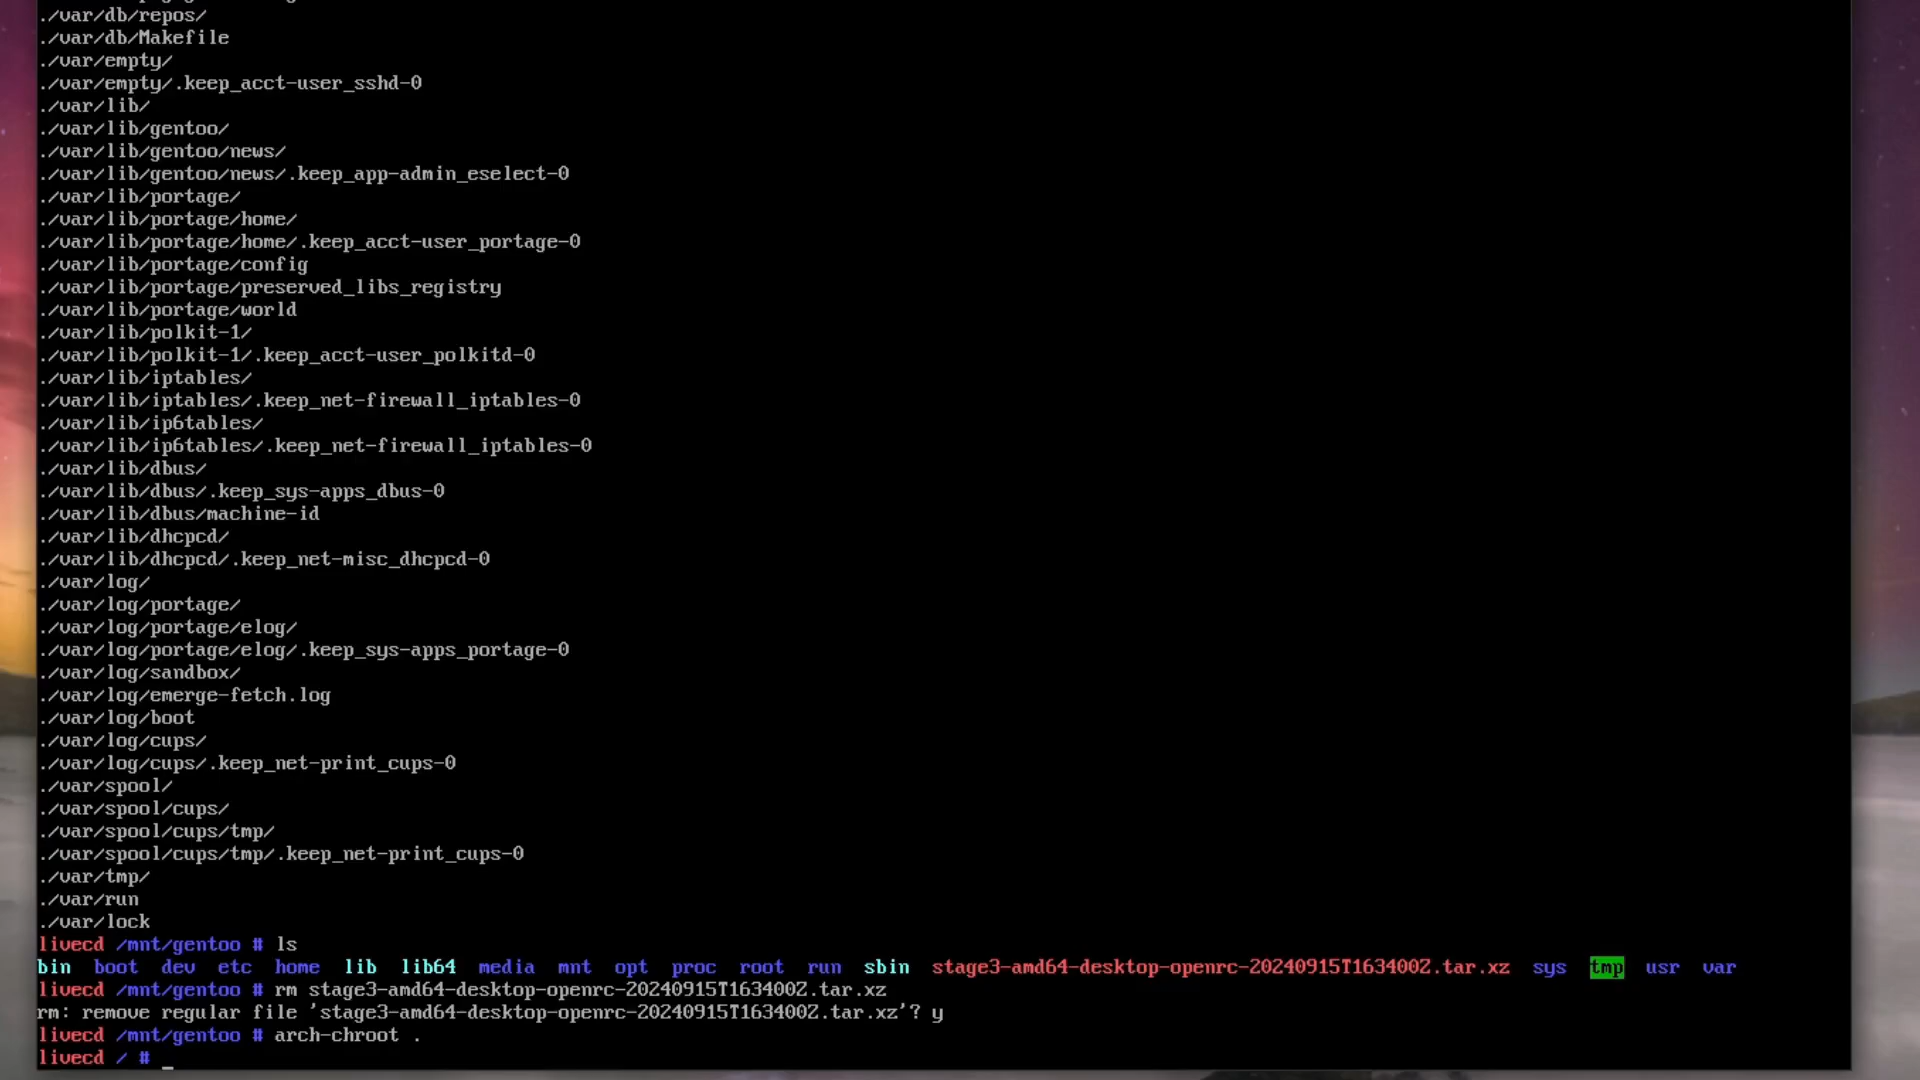 ./var/db/repos/
./var/db/Makefile
./var/empty/
./var/empty/.keep_acct-user_sshd-0
./var/lib/
./var/lib/gentoo/
./var/lib/gentoo/news/
./var/lib/gentoo/news/.keep_app-admin_eselect-0
./var/lib/portage/
./var/lib/portage/home/
./var/lib/portage/home/.keep_acct-user_portage-0
./var/lib/portage/config
./var/lib/portage/preserved_libs_registry
./var/lib/portage/world
./var/lib/polkit-1/
./var/lib/polkit-1/.keep_acct-user_polkitd-0
./var/lib/iptables/
./var/lib/iptables/.keep_net-firewall_iptables-0
./var/lib/ip6tables/
./var/lib/ip6tables/.keep_net-firewall_iptables-0
./var/lib/dbus/
./var/lib/dbus/.keep_sys-apps_dbus-0
./var/lib/dbus/machine-id
./var/lib/dhcpcd/
./var/lib/dhcpcd/.keep_net-misc_dhcpcd-0
./var/log/
./var/log/portage/
./var/log/portage/elog/
./var/log/portage/elog/.keep_sys-apps_portage-0
./var/log/sandbox/
./var/log/emerge-fetch.log
./var/log/boot
./var/log/cups/
./var/log/cups/.keep_net-print_cups-0
./var/spool/
./var/spool/cups/
./var/spool/cups/tmp/
./var/spool/cups/tmp/.keep_net-print_cups-0
./var/tmp/
./var/run
./var/lock
livecd /mnt/gentoo # ls
bin boot dev etc home lib lib64 media mnt opt proc root run sbin stage3-amd64-desktop-openrc-20240915T163400Z.tar.xz sys tmp usr var
livecd /mnt/gentoo # rm stage3-amd64-desktop-openrc-20240915T163400Z.tar.xz
rm: remove regular file 'stage3-amd64-desktop-openrc-20240915T163400Z.tar.xz'? y
livecd /mnt/gentoo # arch-chroot .
livecd / # _